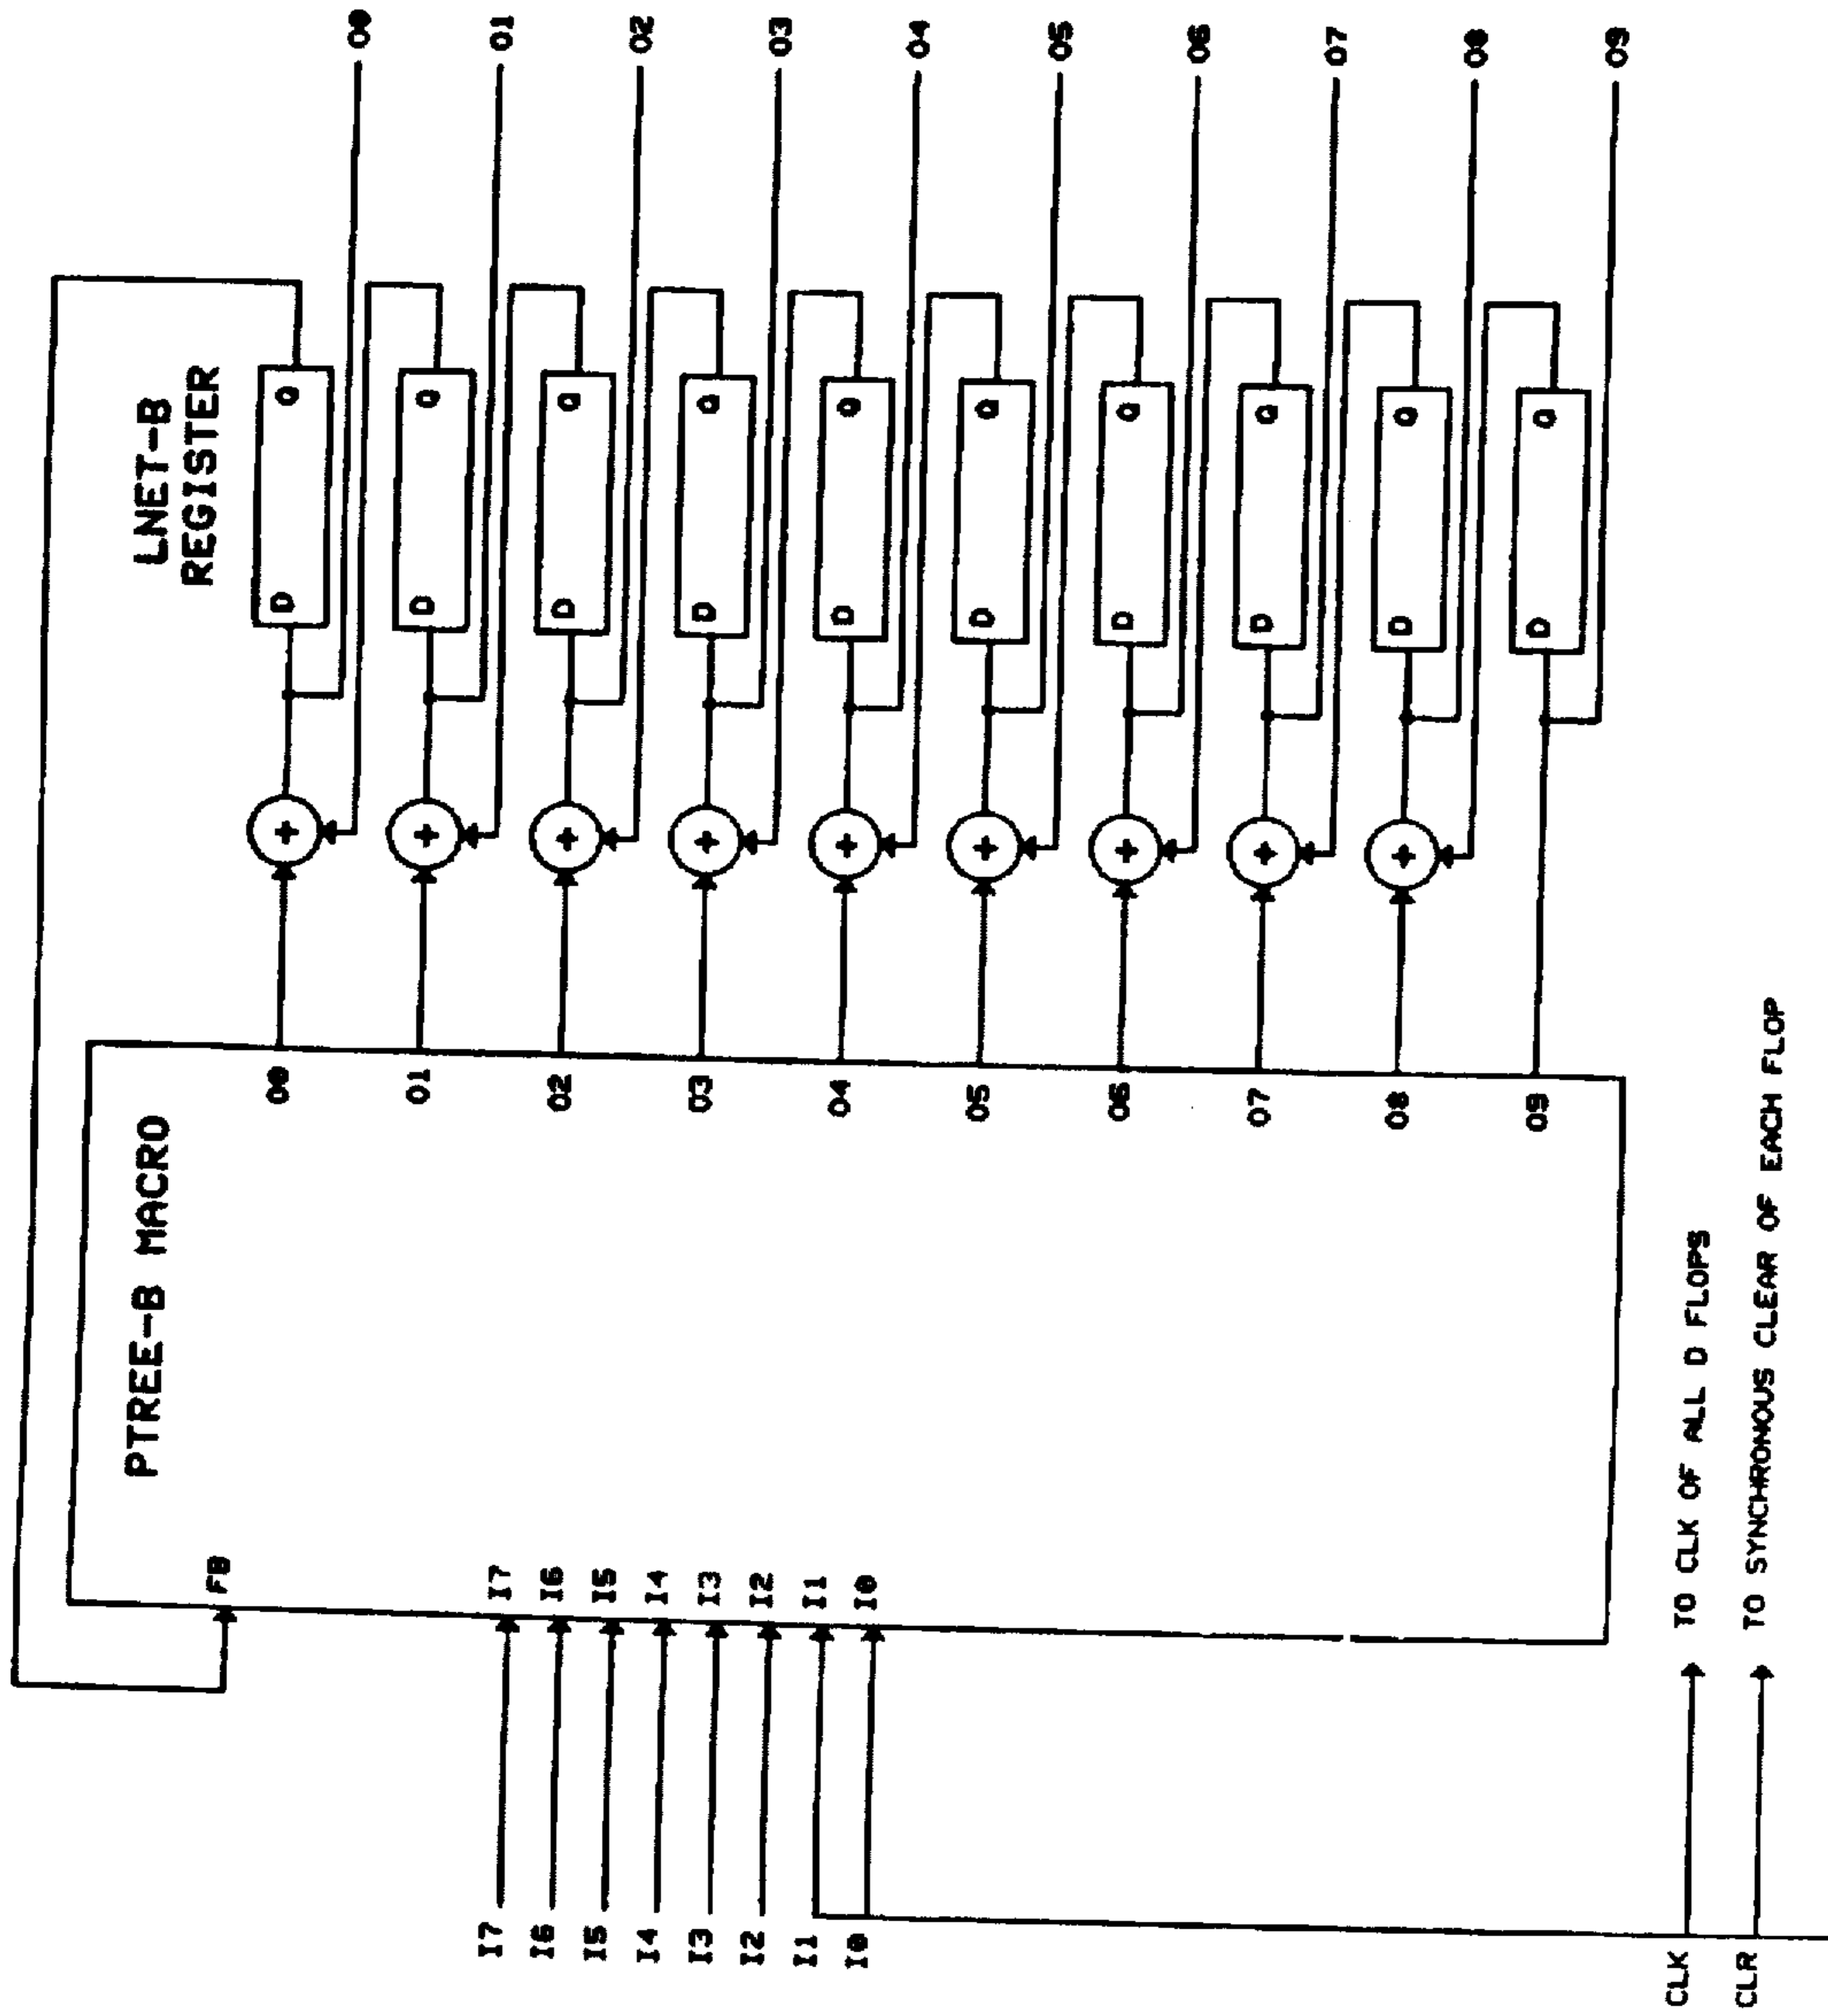 PTREE-B MACRO
LNET-B
REGISTER
FB
I7
I6
I5
I4
I3
I2
I1
I0
I7
I6
I5
I4
I3
I2
I1
I0
O0
O1
O2
O3
O4
O5
O6
O7
O8
O9
D Q
D Q
D Q
D Q
D Q
D Q
D Q
D Q
D Q
D Q
+
+
+
+
+
+
+
+
+
O0
O1
O2
O3
O4
O5
O6
O7
O8
O9
CLK TO CLK OF ALL D FLOPS
CLR TO SYNCHRONOUS CLEAR OF EACH FLOP